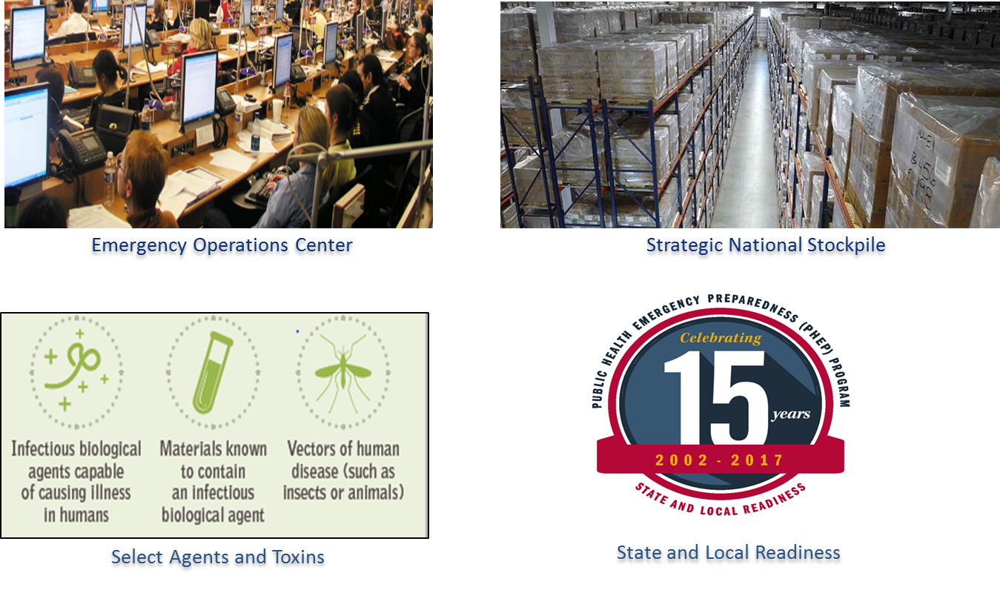 Emergency Operations Center
Strategic National Stockpile
Infectious biological
agents capable
of causing illness
in humans
Materials known
to contain
an infectious
biological agent
Vectors of human
disease (such as
insects or animals)
Select Agents and Toxins
PUBLIC HEALTH EMERGENCY PREPAREDNESS (PHEP) PROGRAM
Celebrating
15
years
2002 - 2017
STATE AND LOCAL READINESS
State and Local Readiness